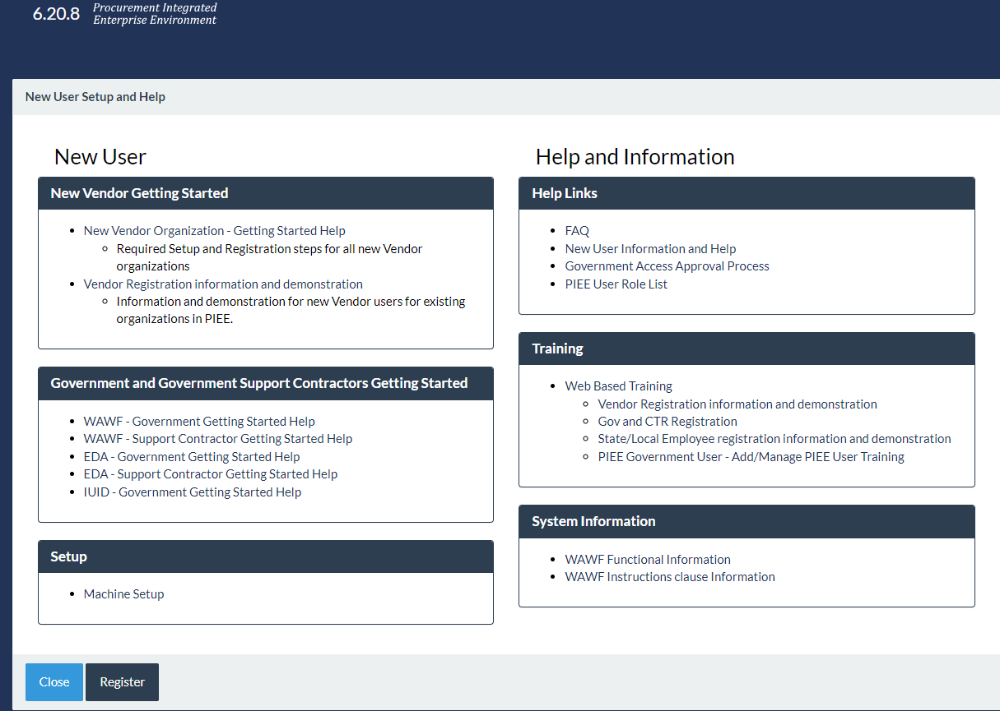 6.20.8
Procurement Integrated
Enterprise Environment
New User Setup and Help
New User
New Vendor Getting Started
New Vendor Organization - Getting Started Help
Required Setup and Registration steps for all new Vendor
organizations
Vendor Registration information and demonstration
Information and demonstration for new Vendor users for existing
organizations in PIEE.
Government and Government Support Contractors Getting Started
WAWF - Government Getting Started Help
WAWF - Support Contractor Getting Started Help
EDA - Government Getting Started Help
EDA - Support Contractor Getting Started Help
IUID - Government Getting Started Help
Setup
Machine Setup
Help and Information
Help Links
FAQ
New User Information and Help
Government Access Approval Process
PIEE User Role List
Training
Web Based Training
Vendor Registration information and demonstration
Gov and CTR Registration
State/Local Employee registration information and demonstration
PIEE Government User - Add/Manage PIEE User Training
System Information
WAWF Functional Information
WAWF Instructions clause Information
Close
Register